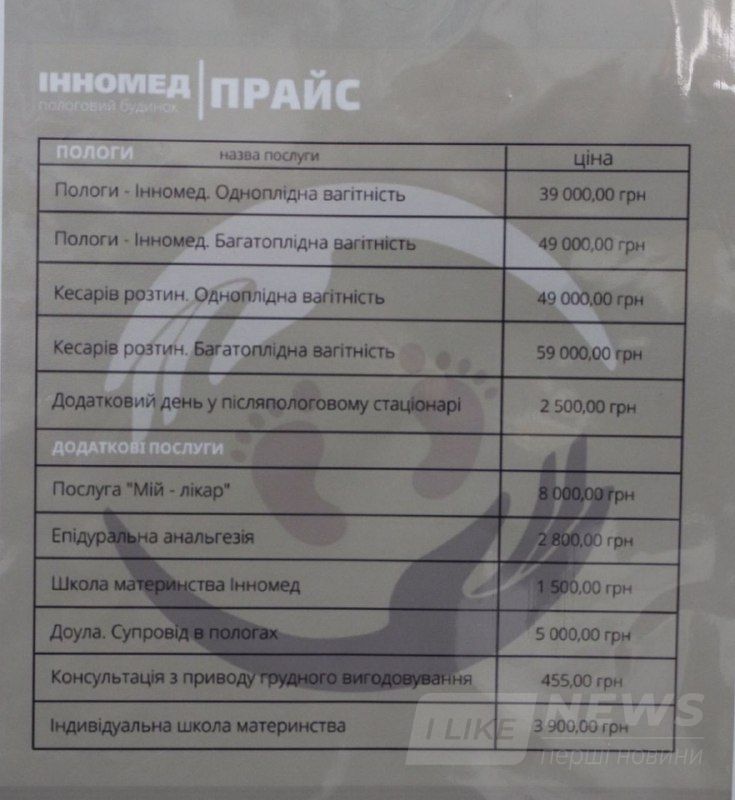 ІННОМЕД
пологовий будинок
ПРАЙС
ПОЛОГИ назва послуги ціна
Пологи - Інномед. Одноплідна вагітність 39 000,00 грн
Пологи - Інномед. Багатоплідна вагітність 49 000,00 грн
Кесарів розтин. Одноплідна вагітність 49 000,00 грн
Кесарів розтин. Багатоплідна вагітність 59 000,00 грн
Додатковий день у післяпологовому стаціонарі 2 500,00 грн
ДОДАТКОВІ ПОСЛУГИ
Послуга "Мій - лікар" 8 000,00 грн
Епідуральна анальгезія 2 800,00 грн
Школа материнства Інномед 1 500,00 грн
Доула. Супровід в пологах 5 000,00 грн
Консультація з приводу грудного вигодовування 455,00 грн
Індивідуальна школа материнства 3 900,00 грн
I LIKE NEWS
перші новини